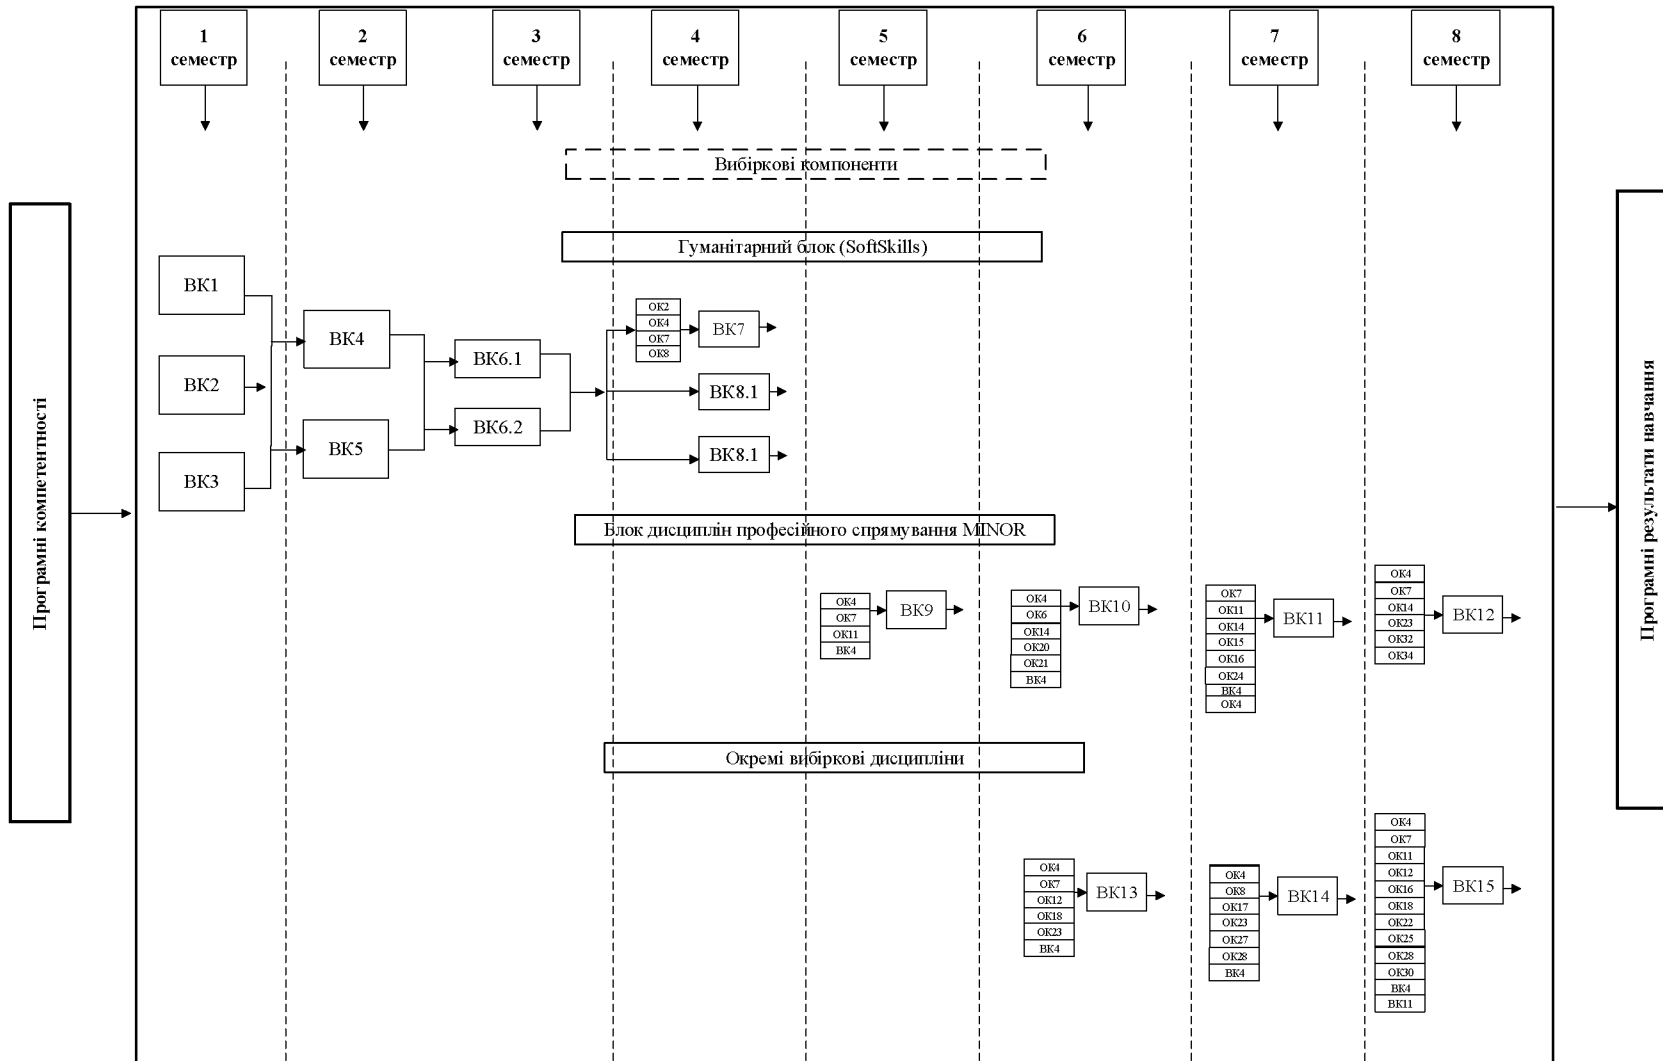 1
семестр
2
семестр
3
семестр
4
семестр
5
семестр
6
семестр
7
семестр
8
семестр
Вибіркові компоненти
Програмні компетентності
Програмні результати навчання
Гуманітарний блок (SoftSkills)
ВК1
ВК2
ВК3
ВК4
ВК5
ВК6.1
ВК6.2
ОК2
ОК4
ОК7
ОК8
ВК7
ВК8.1
ВК8.1
Блок дисциплін професійного спрямування MINOR
ОК4
ОК7
ОК11
ВК4
ВК9
ОК4
ОК6
ОК14
ОК20
ОК21
ВК4
ВК10
ОК7
ОК11
ОК14
ОК15
ОК16
ОК24
ВК4
ОК4
ВК11
ОК4
ОК7
ОК14
ОК23
ОК32
ОК34
ВК12
Окремі вибіркові дисципліни
ОК4
ОК7
ОК12
ОК18
ОК23
ВК4
ВК13
ОК4
ОК8
ОК17
ОК23
ОК27
ОК28
ВК4
ВК14
ОК4
ОК7
ОК11
ОК12
ОК16
ОК18
ОК22
ОК25
ОК28
ОК30
ВК4
ВК11
ВК15